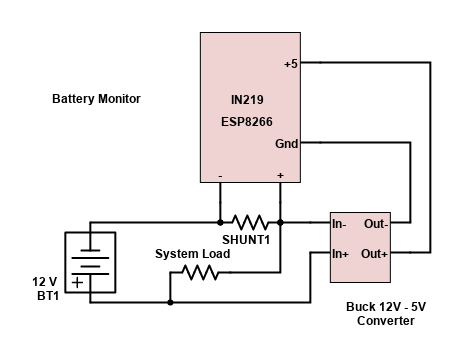 +5
Battery Monitor
IN219
ESP8266
Gnd
- +
In- Out-
SHUNT1
System Load
In+ Out+
12 V
+
BT1
Buck 12V - 5V
Converter